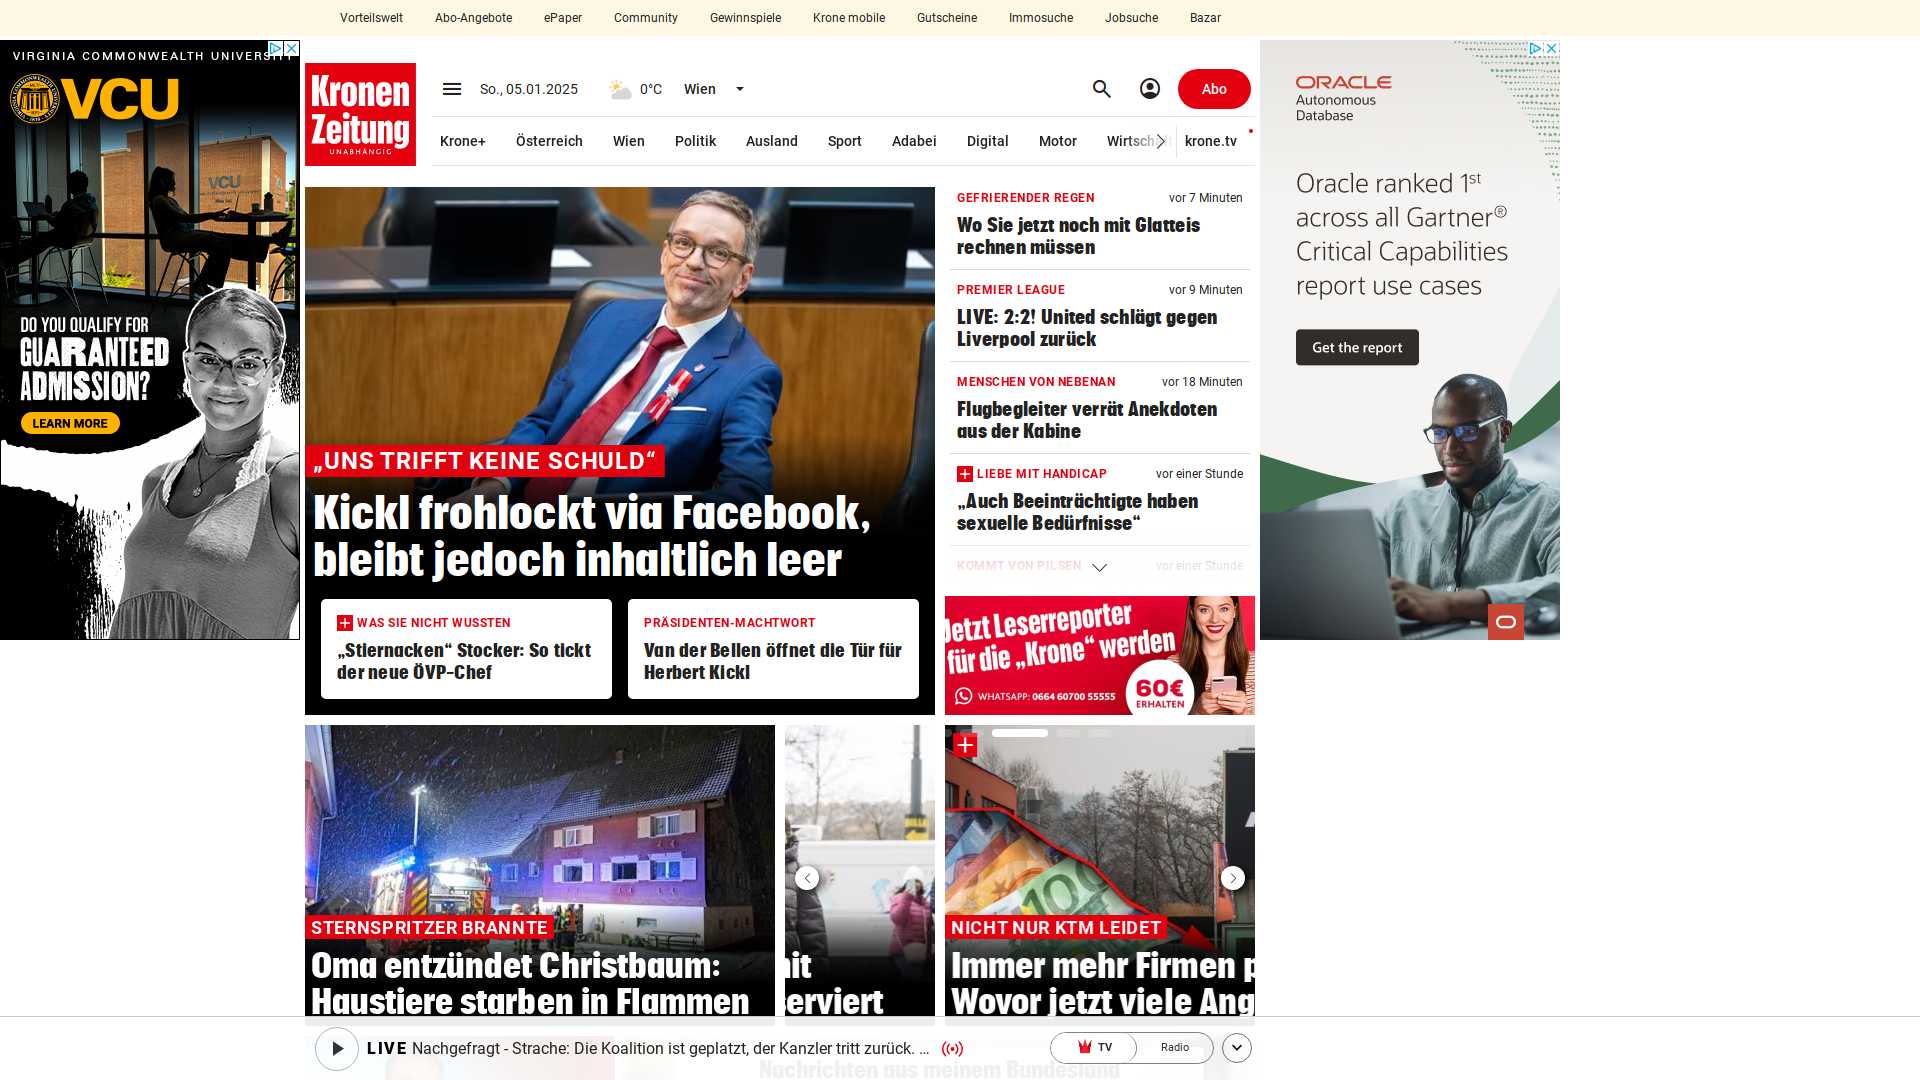 Vorteilswelt
Abo-Angebote
ePaper
Community
Gewinnspiele
Krone mobile
Gutscheine
Immosuche
Jobsuche
Bazar
VIRGINIA COMMONWEALTH UNIVERSITY
VCU
VCU
DO YOU QUALIFY FOR
GUARANTEED
ADMISSION?
LEARN MORE
Kronen
Zeitung
UNABHÄNGIG
So., 05.01.2025
0°C
Wien
Abo
Krone+
Österreich
Wien
Politik
Ausland
Sport
Adabei
Digital
Motor
Wirtschaft
krone.tv
„UNS TRIFFT KEINE SCHULD“
Kickl frohlockt via Facebook,
bleibt jedoch inhaltlich leer
WAS SIE NICHT WUSSTEN
„Stiernacken“ Stocker: So tickt
der neue ÖVP-Chef
PRÄSIDENTEN-MACHTWORT
Van der Bellen öffnet die Tür für
Herbert Kickl
GEFRIERENDER REGEN
vor 7 Minuten
Wo Sie jetzt noch mit Glatteis
rechnen müssen
PREMIER LEAGUE
vor 9 Minuten
LIVE: 2:2! United schlägt gegen
Liverpool zurück
MENSCHEN VON NEBENAN
vor 18 Minuten
Flugbegleiter verrät Anekdoten
aus der Kabine
LIEBE MIT HANDICAP
vor einer Stunde
„Auch Beeinträchtigte haben
sexuelle Bedürfnisse“
KOMMT VON PILSEN
vor einer Stunde
Jetzt Leserreporter
für die „Krone“ werden
WHATSAPP: 0664 60700 55555
60€
ERHALTEN
ORACLE
Autonomous
Database
Oracle ranked 1st
across all Gartner®
Critical Capabilities
report use cases
Get the report
STERNSPRITZER BRANNTE
Oma entzündet Christbaum:
Haustiere starben in Flammen
nit
serviert
100
NICHT NUR KTM LEIDET
Immer mehr Firmen p
Wovor jetzt viele Ang
LIVE Nachgefragt - Strache: Die Koalition ist geplatzt, der Kanzler tritt zurück. ...
TV
Radio
Nachrichten aus meinem Bundesland